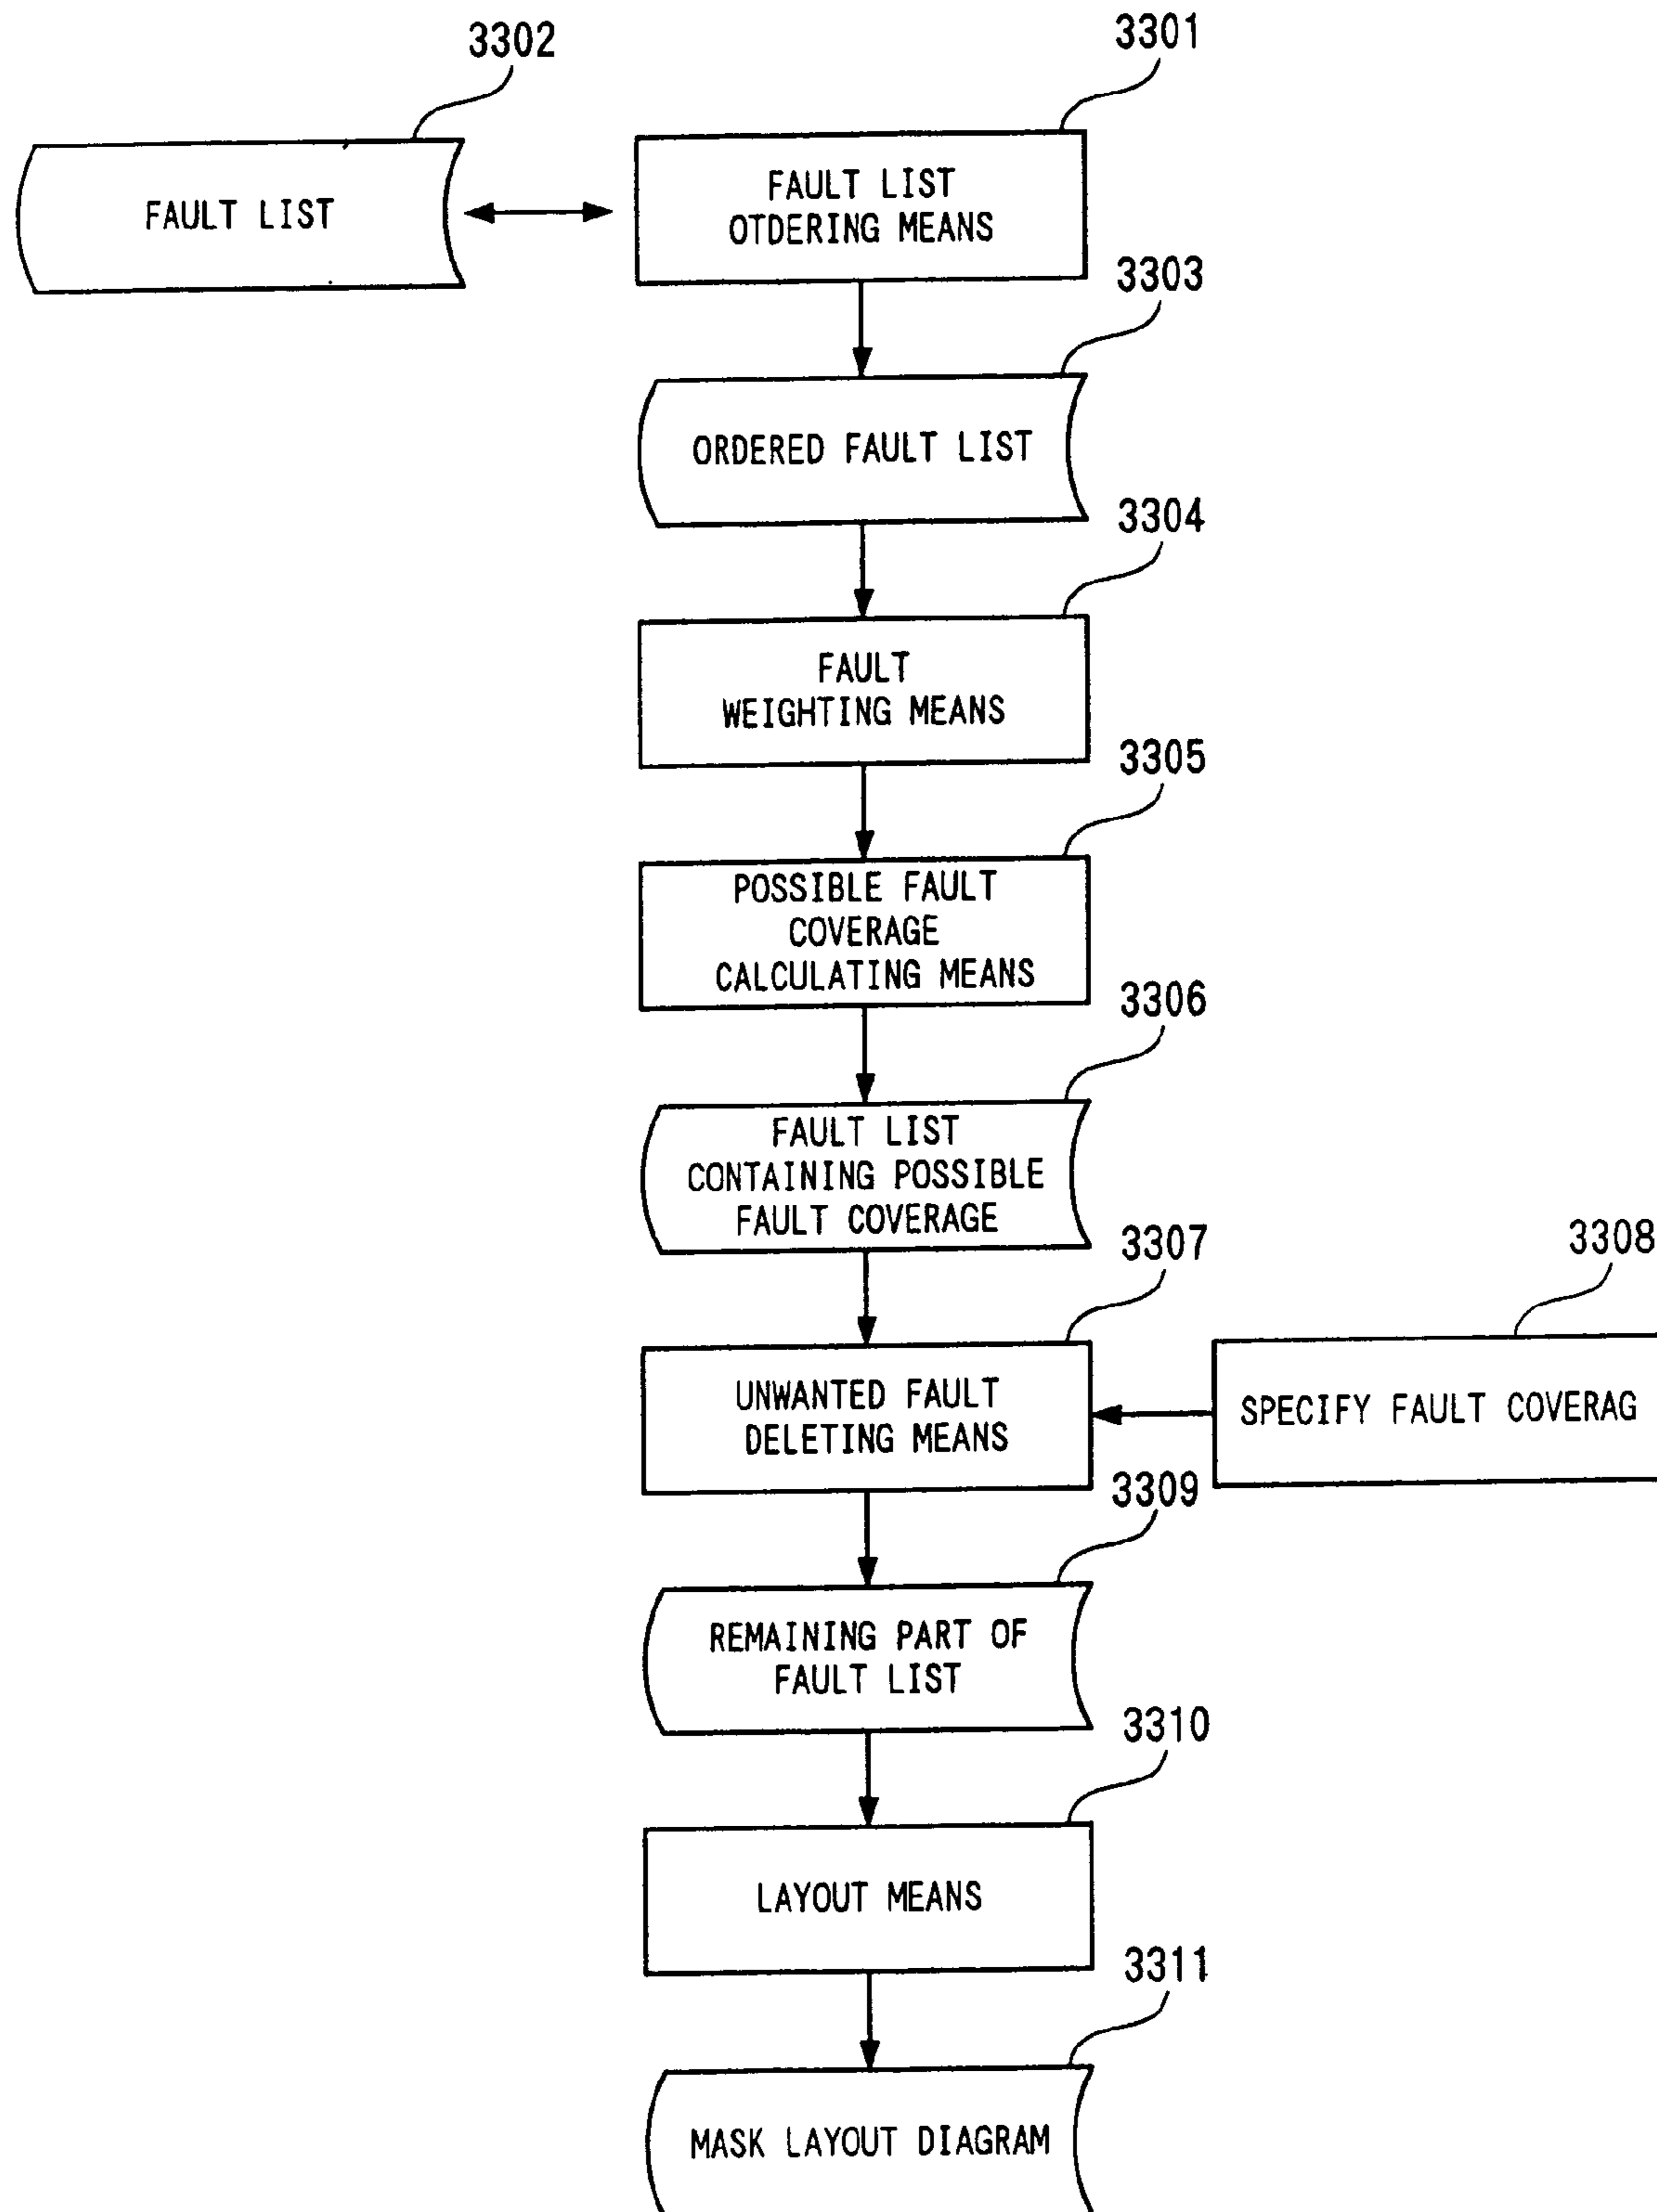 3302
3301
FAULT LIST
FAULT LIST
OTDERING MEANS
3303
ORDERED FAULT LIST
3304
FAULT
WEIGHTING MEANS
3305
POSSIBLE FAULT
COVERAGE
CALCULATING MEANS
3306
FAULT LIST
CONTAINING POSSIBLE
FAULT COVERAGE
3307
3308
UNWANTED FAULT
DELETING MEANS
SPECIFY FAULT COVERAG
3309
REMAINING PART OF
FAULT LIST
3310
LAYOUT MEANS
3311
MASK LAYOUT DIAGRAM